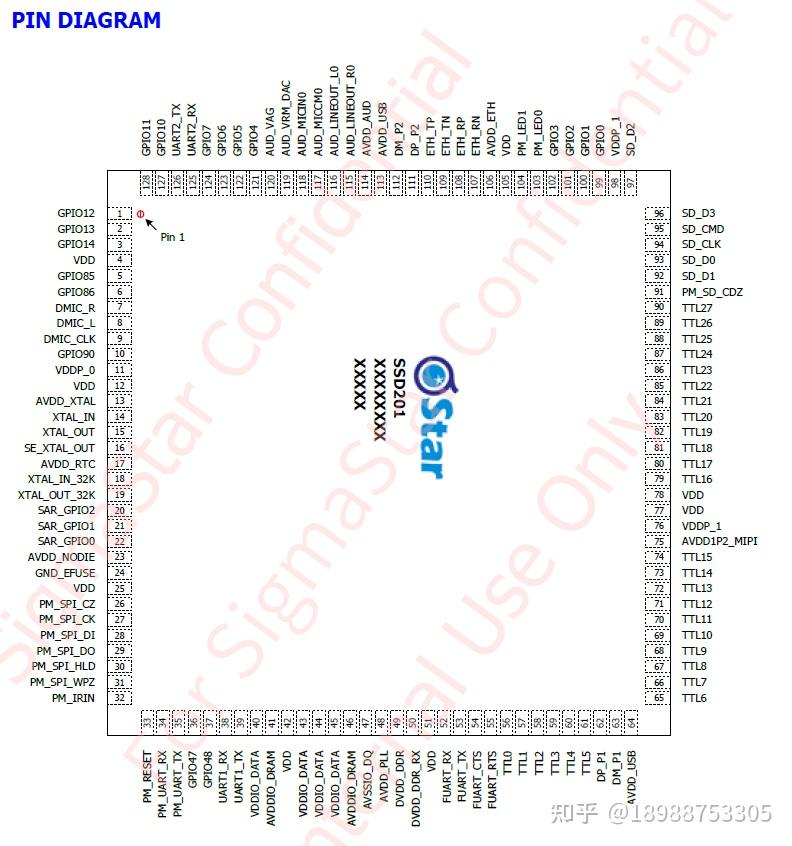 PIN DIAGRAM
GPIO11
GPIO10
UART2_TX
UART2_RX
GPIO7
GPIO6
GPIO5
GPIO4
AUD_VAG
AUD_VRM_DAC
AUD_MICIN0
AUD_MICCM0
AUD_LINEOUT_L0
AUD_LINEOUT_R0
AVDD_AUD
AVDD_USB
DM_P2
DP_P2
ETH_TP
ETH_TN
ETH_RP
ETH_RN
AVDD_ETH
VDD
PM_LED1
PM_LED0
GPIO3
GPIO2
GPIO1
GPIO0
VDDP_1
SD_D2
128 127 126 125 124 123 122 121 120 119 118 117 116 115 114 113 112 111 110 109 108 107 106 105 104 103 102 101 100 99 98 97
GPIO12 1
GPIO13 2
GPIO14 3
VDD 4
GPIO85 5
GPIO86 6
DMIC_R 7
DMIC_L 8
DMIC_CLK 9
GPIO90 10
VDDP_0 11
VDD 12
AVDD_XTAL 13
XTAL_IN 14
XTAL_OUT 15
SE_XTAL_OUT 16
AVDD_RTC 17
XTAL_IN_32K 18
XTAL_OUT_32K 19
SAR_GPIO2 20
SAR_GPIO1 21
SAR_GPIO0 22
AVDD_NODIE 23
GND_EFUSE 24
VDD 25
PM_SPI_CZ 26
PM_SPI_CK 27
PM_SPI_DI 28
PM_SPI_DO 29
PM_SPI_HLD 30
PM_SPI_WPZ 31
PM_IRIN 32
Pin 1
Star
SSD201
XXXXXXXX
XXXXX
96 SD_D3
95 SD_CMD
94 SD_CLK
93 SD_D0
92 SD_D1
91 PM_SD_CDZ
90 TTL27
89 TTL26
88 TTL25
87 TTL24
86 TTL23
85 TTL22
84 TTL21
83 TTL20
82 TTL19
81 TTL18
80 TTL17
79 TTL16
78 VDD
77 VDD
76 VDDP_1
75 AVDD1P2_MIPI
74 TTL15
73 TTL14
72 TTL13
71 TTL12
70 TTL11
69 TTL10
68 TTL9
67 TTL8
66 TTL7
65 TTL6
33 34 35 36 37 38 39 40 41 42 43 44 45 46 47 48 49 50 51 52 53 54 55 56 57 58 59 60 61 62 63 64
PM_RESET
PM_UART_RX
PM_UART_TX
GPIO47
GPIO48
UART1_RX
UART1_TX
VDDIO_DATA
AVDDIO_DRAM
VDD
VDDIO_DATA
VDDIO_DATA
VDDIO_DATA
AVDDIO_DRAM
AVSSIO_DQ
AVDD_PLL
DVDD_DDR
DVDD_DDR_RX
VDD
FUART_RX
FUART_TX
FUART_CTS
FUART_RTS
TTL0
TTL1
TTL2
TTL3
TTL4
TTL5
DP_P1
DM_P1
AVDD_USB
SigmaStar Confidential
For SigmaStar Confidential
Internal Use Only
知乎 @18988753305